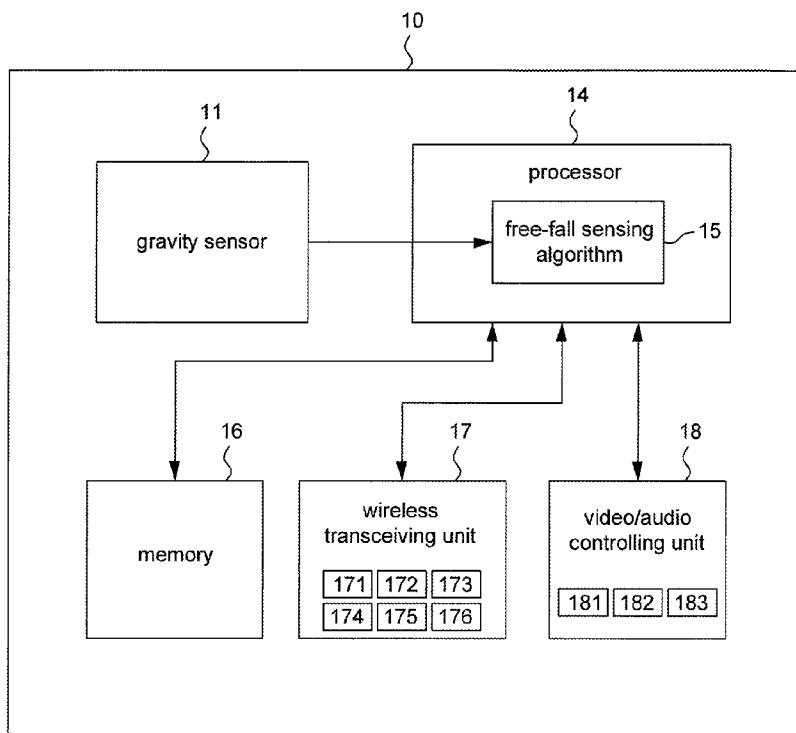 10
11
14
gravity sensor
processor
free-fall sensing
algorithm
15
16
17
18
memory
wireless
transceiving unit
171 172 173
174 175 176
video/audio
controlling unit
181 182 183